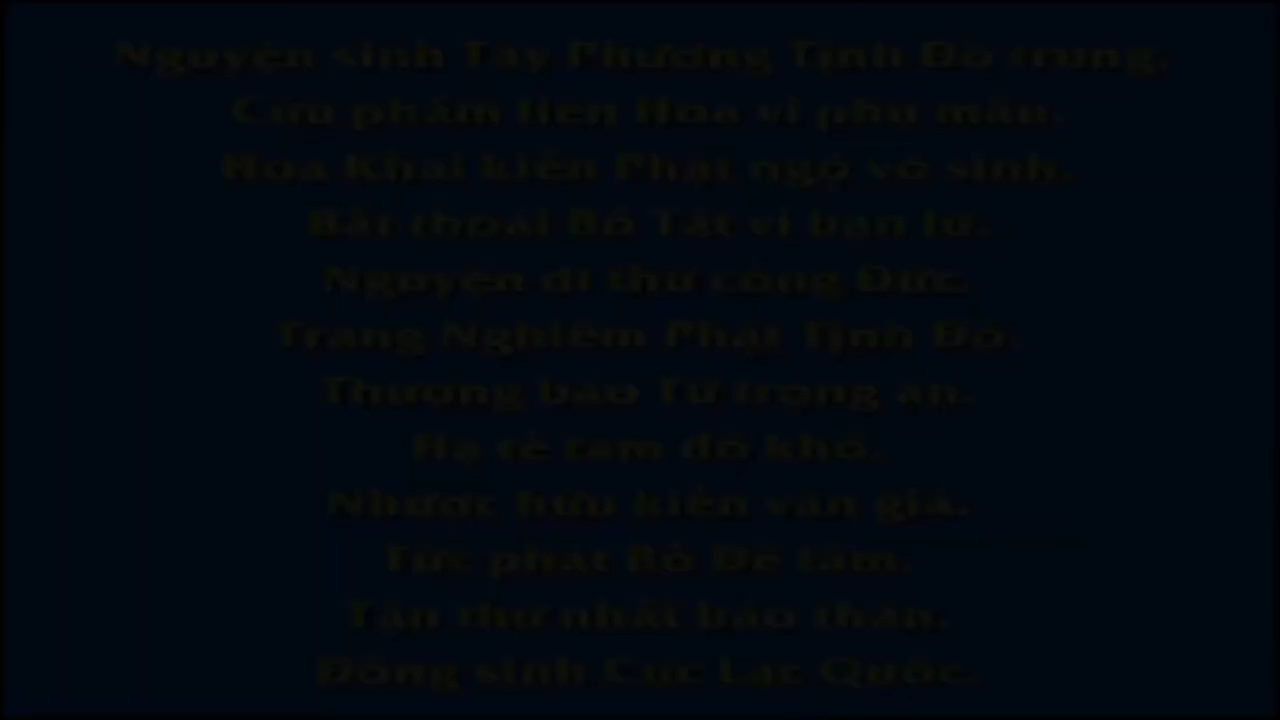 Nguyện sinh Tây Phương Tịnh Độ trung,
Cửu phẩm Liên Hoa vi phụ mẫu,
Hoa Khai kiến Phật ngộ vô sinh,
Bất thoái Bồ Tát vi bạn lữ.
Nguyện dĩ thử công Đức,
Trang Nghiêm Phật Tịnh Độ,
Thượng báo Tứ trọng ân,
Hạ tế tam đồ khổ,
Nhược hữu kiến văn giả,
Tức phát Bồ Đề tâm,
Tận thử nhất báo thân,
Đồng sinh Cực Lạc Quốc.